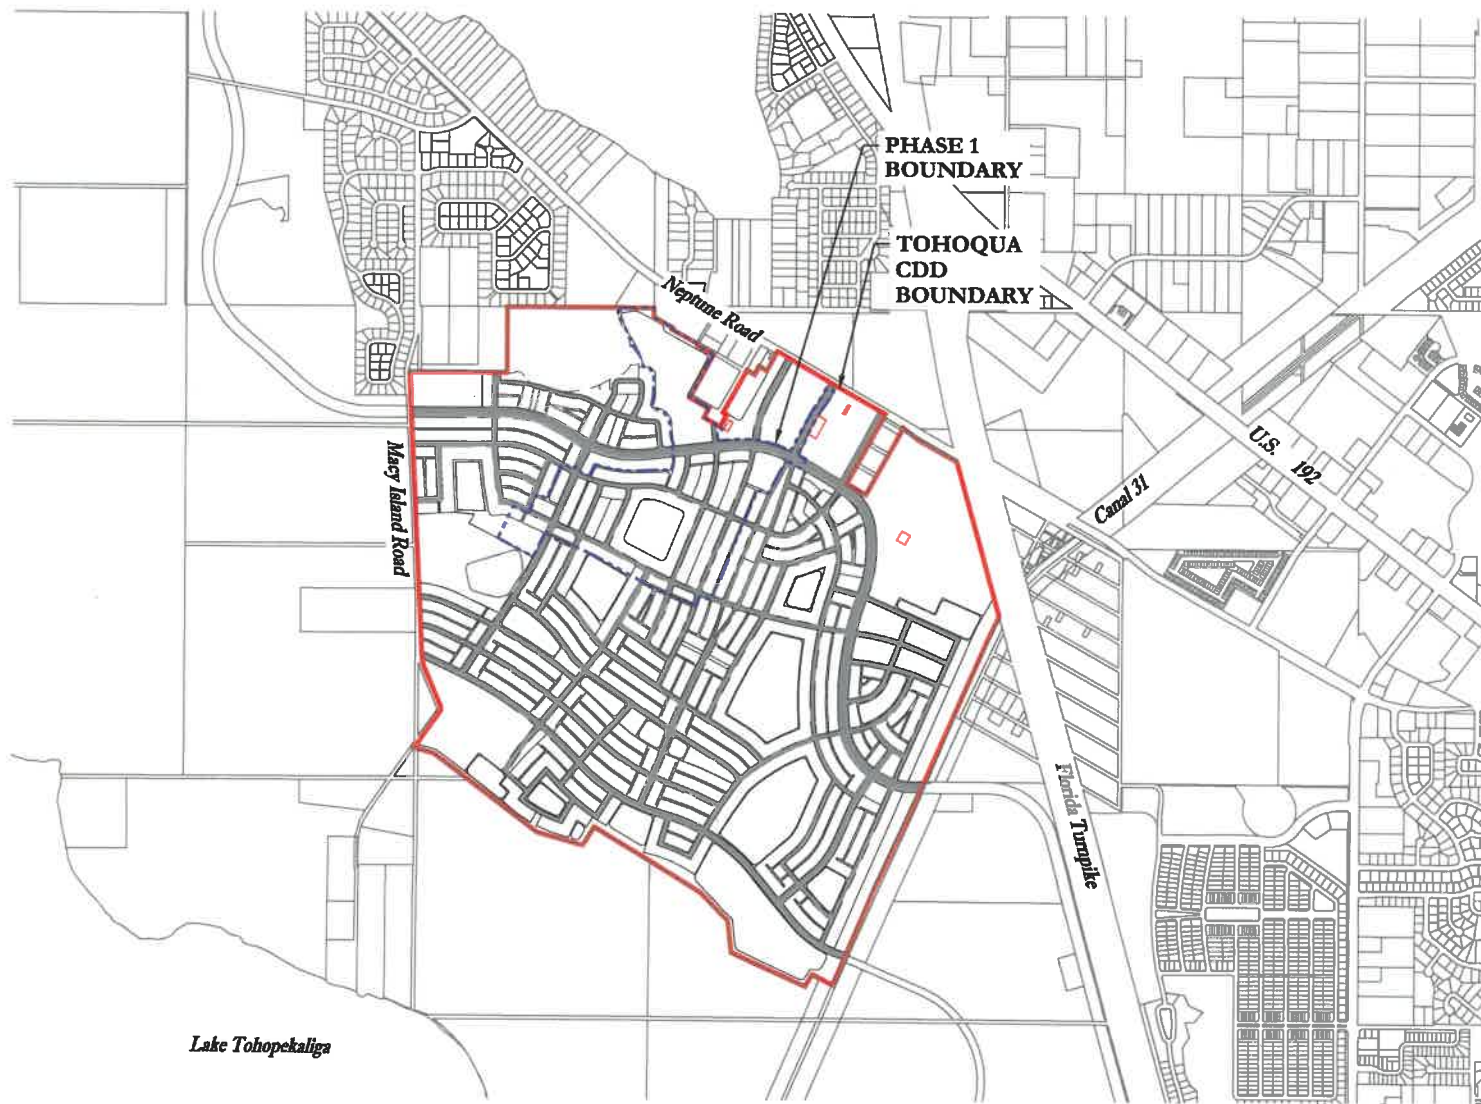 PHASE 1
BOUNDARY
TOHOQUA
CDD
BOUNDARY
Neptune Road
U.S. 192
Canal 31
Macy Island Road
Florida Turnpike
Lake Tohopekaliga